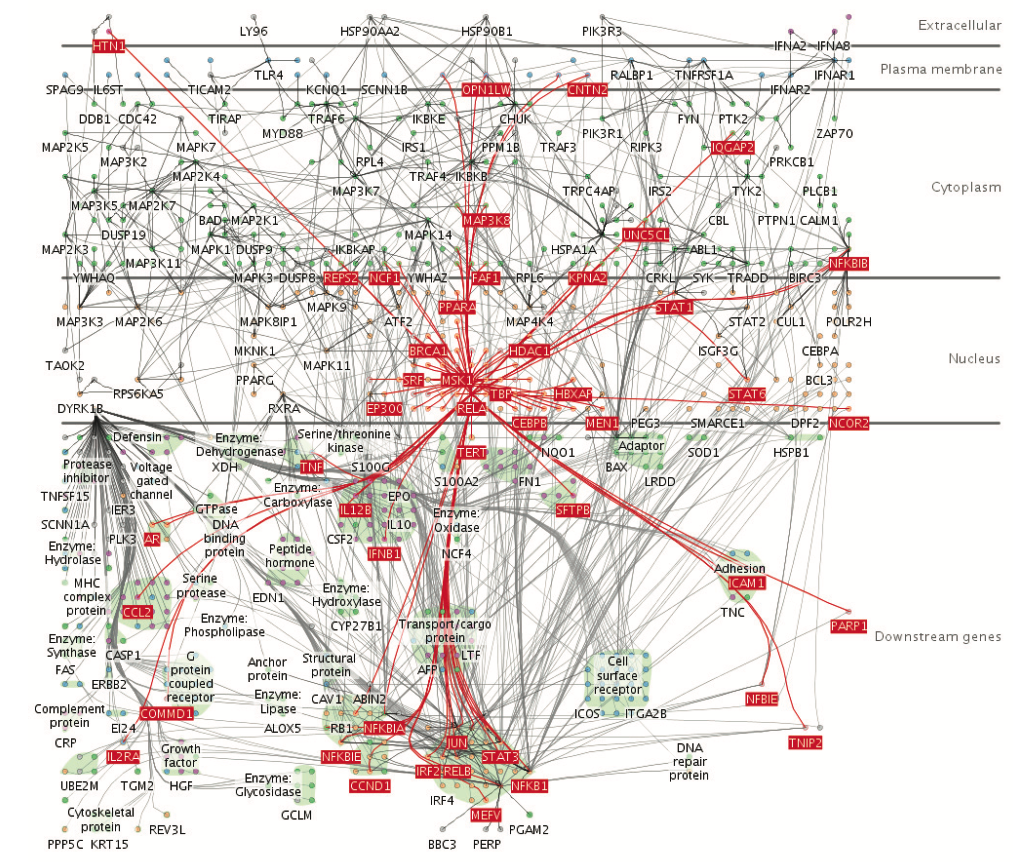 Extracellular
HTN1 LY96 HSP90AA2 HSP90B1 PIK3R3 IFNA2 IFNA8
Plasma membrane
TLR4 RALBP1 TNFRSF1A IFNAR1
SPAG9 IL6ST TICAM2 KCNQ1 SCNN1B OPN1LW CNTN2 IFNAR2
DDB1 CDC42 TIRAP TRAF6 IKBKE CHUK FYN PTK2
MYD88 PIK3R1 ZAP70
MAP2K5 MAPK7 IRS1 PPM1B TRAF3 RIPK3 IQGAP2
MAP3K2 RPL4 PRKCB1
MAP2K4 TRAF4 IKBKB
Cytoplasm
MAP3K7 TRPC4AP IRS2 TYK2 PLCB1
MAP3K5 MAP2K7
BAD MAP2K1 MAP3K8 CBL PTPN1 CALM1
DUSP19 MAPK14 UNC5CL
MAP2K3 MAPK1 DUSP9 IKBKAP HSPA1A ABL1
MAP3K11 NFKBIB
YWHAQ MAPK3 DUSP8 REPS2 NCF1 YWHAZ FAF1 RPL6 KPNA2 CRKL SYK TRADD BIRC3
MAPK9 PPARA STAT1
MAP3K3 MAP2K6 MAPK8IP1 ATF2 MAP4K4 STAT2 CUL1 POLR2H
MKNK1 BRCA1 HDAC1 ISGF3G CEBPA
Nucleus
TAOK2 MAPK11
PPARG SRF MSK1 BCL3
RPS6KA5 TBP HBXAP STAT6
DYRK1B RXRA EP300 RELA
CEBPB MEN1 PEG3 SMARCE1 DPF2 NCOR2
Defensin Enzyme: Dehydrogenase Serine/threonine kinase Adaptor
XDH TNF S100G TERT NOO1 BAX SOD1 HSPB1
Protease inhibitor Voltage gated channel S100A2 FN1 LRDD
TNFSF15 Enzyme: Carboxylase EPO
IER3 GTPase IL12B Enzyme: Oxidase SFTPB
SCNN1A DNA binding protein IL10
PLK3 AR CSF2
Enzyme: Hydrolase Peptide hormone IFNB1 NCF4
Adhesion
MHC complex protein Serine protease ICAM1
EDN1 Enzyme: Hydroxylase
CCL2 TNC
Enzyme: Phospholipase CYP27B1 Transport/cargo protein PARP1
Downstream genes
Enzyme: Synthase CASP1 LTF
FAS G protein coupled receptor Anchor protein Structural protein AFP Cell surface receptor
ERBB2
Enzyme: Lipase CAV1 ABIN2 NFBIE
Complement protein COMMD1 ICOS ITGA2B
EI24 ALOX5 RB1 NFKBIA
CRP JUN TNIP2
IL2RA Growth factor NFKBIE STAT3 DNA repair protein
IRF2 RELB
UBE2M TGM2 HGF Enzyme: Glycosidase CCND1 NFKB1
IRF4
Cytoskeletal protein GCLM MEFV
REV3L PGAM2
PPP5C KRT15 BBC3 PERP